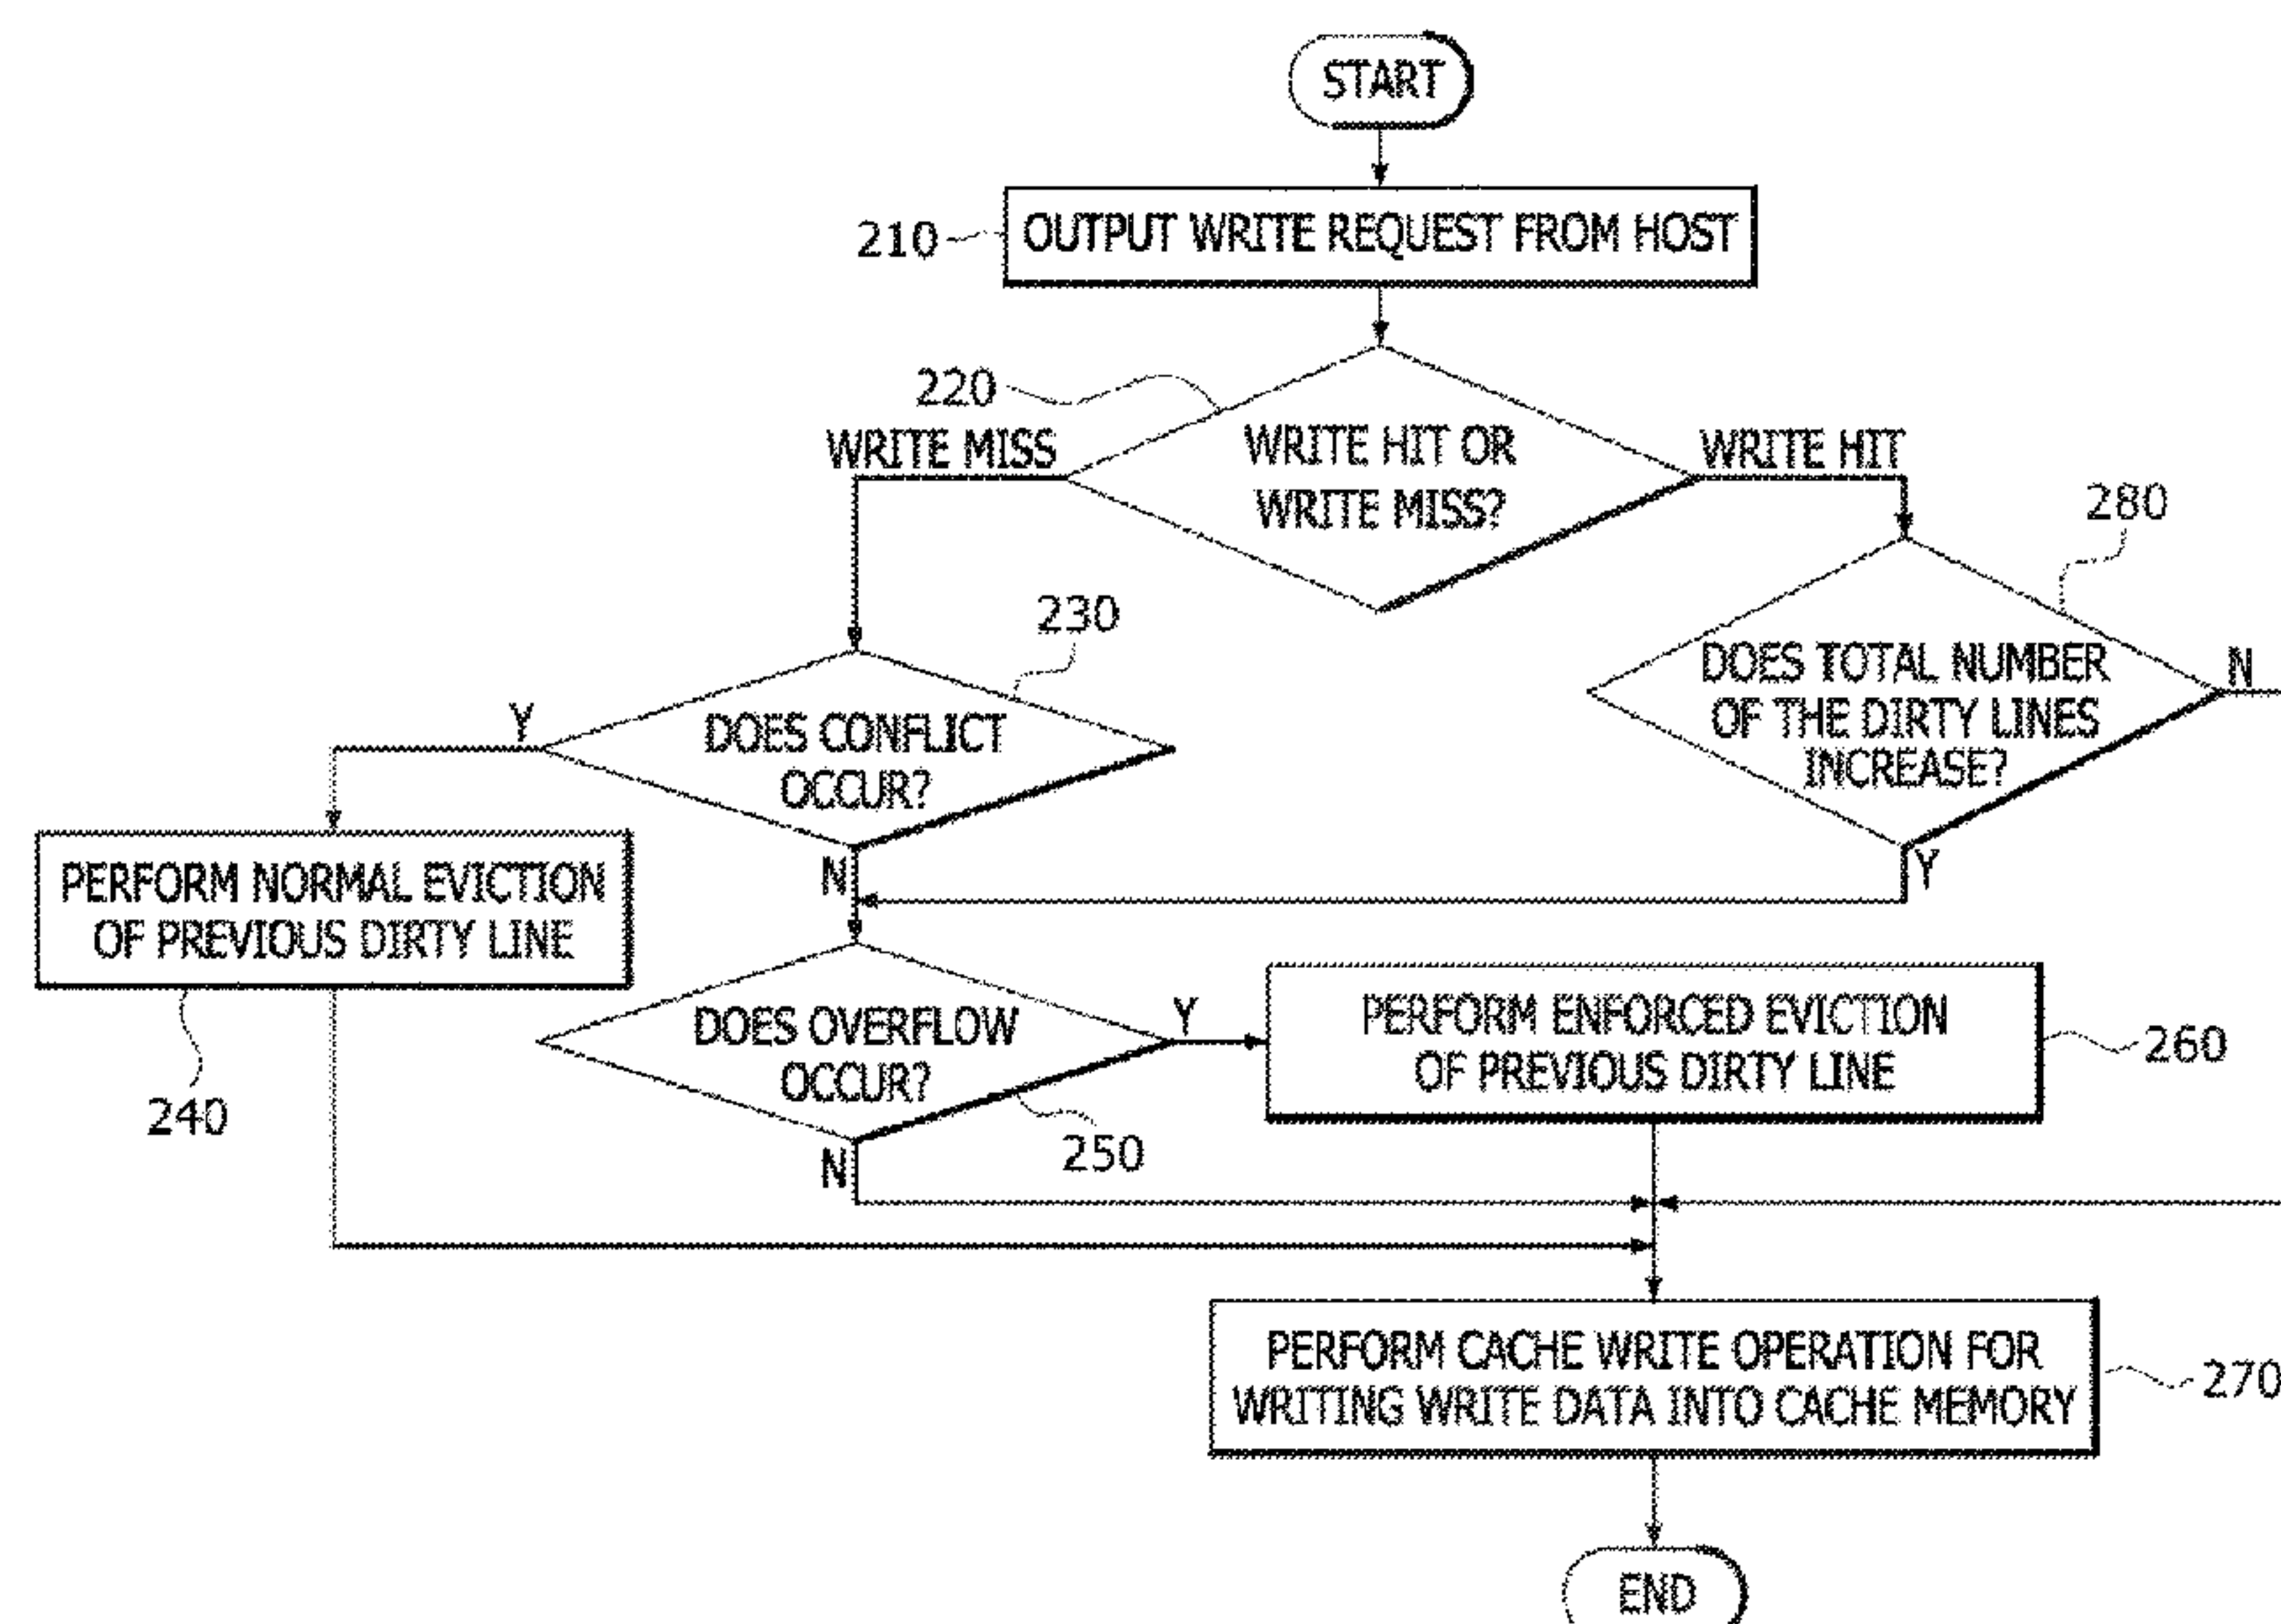 START
210
OUTPUT WRITE REQUEST FROM HOST
220
WRITE MISS
WRITE HIT OR
WRITE MISS?
WRITE HIT
280
230
DOES TOTAL NUMBER
OF THE DIRTY LINES
INCREASE?
N
Y
Y
DOES CONFLICT
OCCUR?
N
PERFORM NORMAL EVICTION
OF PREVIOUS DIRTY LINE
240
DOES OVERFLOW
OCCUR?
Y
N
250
PERFORM ENFORCED EVICTION
OF PREVIOUS DIRTY LINE
260
PERFORM CACHE WRITE OPERATION FOR
WRITING WRITE DATA INTO CACHE MEMORY
270
END